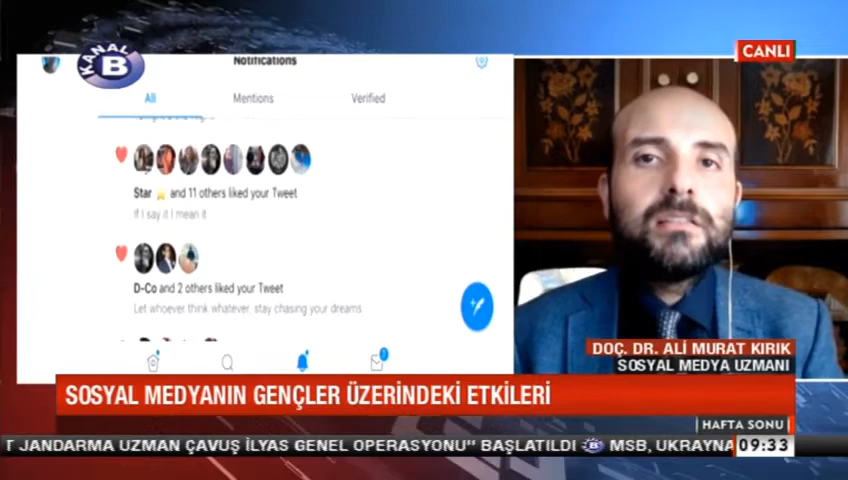 KANAL B
CANLI
Notifications
All
Mentions
Verified
Star ⭐ and 11 others liked your Tweet
If I say it I mean it
D-Co and 2 others liked your Tweet
Let whoever think whatever, stay chasing your dreams
DOÇ. DR. ALİ MURAT KIRIK
SOSYAL MEDYA UZMANI
SOSYAL MEDYANIN GENÇLER ÜZERİNDEKİ ETKİLERİ
HAFTA SONU
T JANDARMA UZMAN ÇAVUŞ İLYAS GENEL OPERASYONU" BAŞLATILDI B MSB, UKRAYNA
09:33